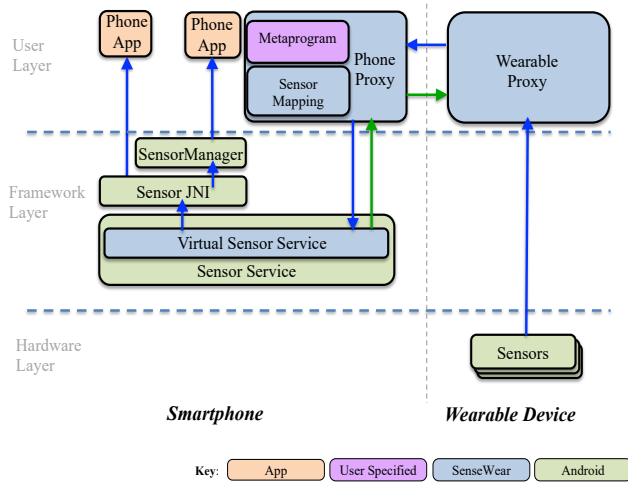 User
Layer
Phone
App
Phone
App
Metaprogram
Sensor
Mapping
Phone
Proxy
Wearable
Proxy
SensorManager
Framework
Layer
Sensor JNI
Virtual Sensor Service
Sensor Service
Hardware
Layer
Sensors
Smartphone
Wearable Device
Key:
App
User Specified
SenseWear
Android